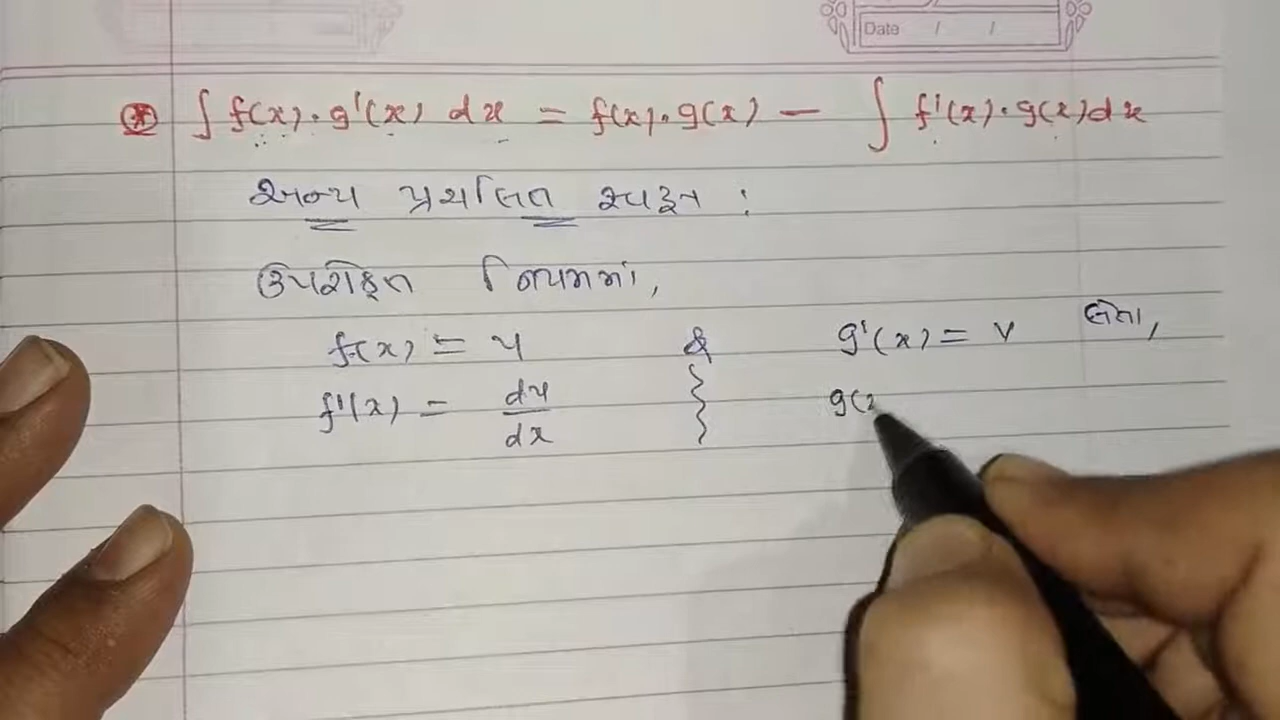 Date / /
* ∫ f(x)·g'(x) dx = f(x)·g(x) − ∫ f'(x)·g(x)dx
અન્ય પ્રચલિત સ્વરૂપ :
ઉપરોક્ત નિયમમાં,
f(x) = u & g'(x) = v લેતા,
f'(x) = du/dx } g(x